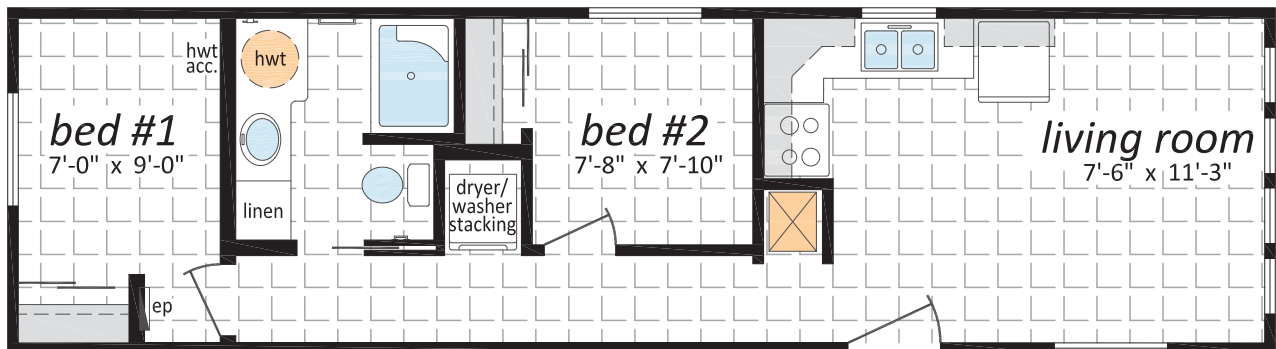 hwt
acc.
hwt
bed #1
7'-0" x 9'-0"
linen
ep
dryer/
washer
stacking
bed #2
7'-8" x 7'-10"
living room
7'-6" x 11'-3"